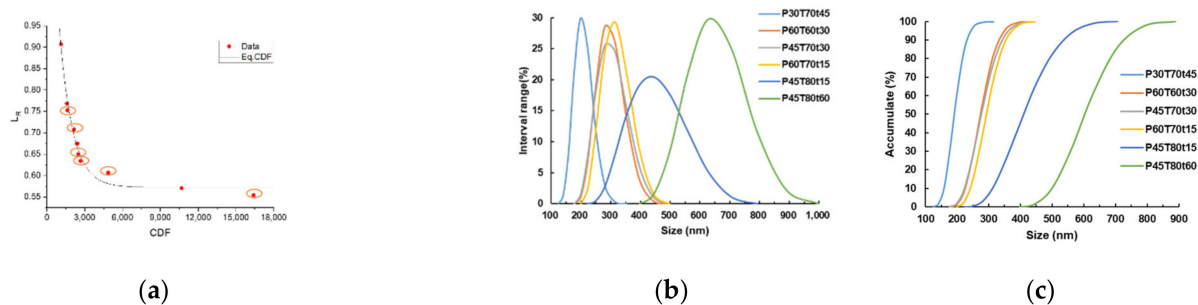 0.95
0.90
0.85
0.80
0.75
0.70
0.65
0.60
0.55
L_R
0 3,000 6,000 9,000 12,000 15,000 18,000
CDF
Data
Eq.CDF
(a)
30
25
20
15
10
5
0
Interval range(%)
100 200 300 400 500 600 700 800 900 1,000
Size (nm)
P30T70t45
P60T60t30
P45T70t30
P60T70t15
P45T80t15
P45T80t60
(b)
100%
90%
80%
70%
60%
50%
40%
30%
20%
10%
0
Accumulate (%)
100 200 300 400 500 600 700 800 900
Size (nm)
P30T70t45
P60T60t30
P45T70t30
P60T70t15
P45T80t15
P45T80t60
(c)